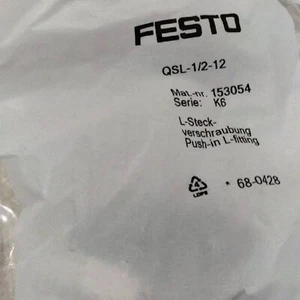 FESTO
QSL-1/2-12
Mat.-nr. 153054
Serie: K6
L-Steck-
verschraubung
Push-in L-fitting
LDPE * 68-0428